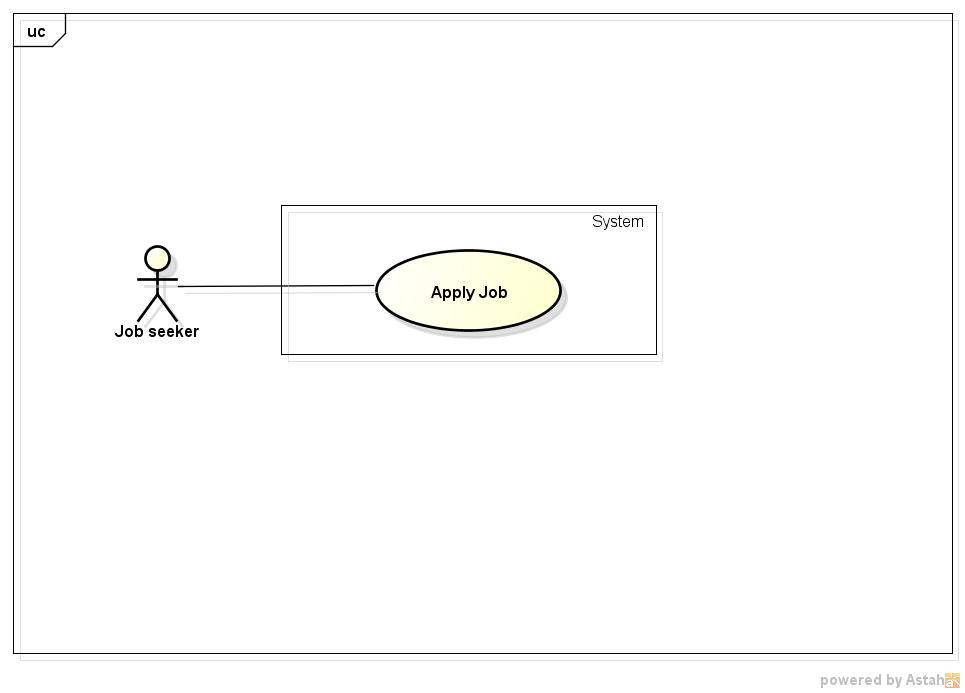 uc
System
Apply Job
Job seeker
powered by Astah